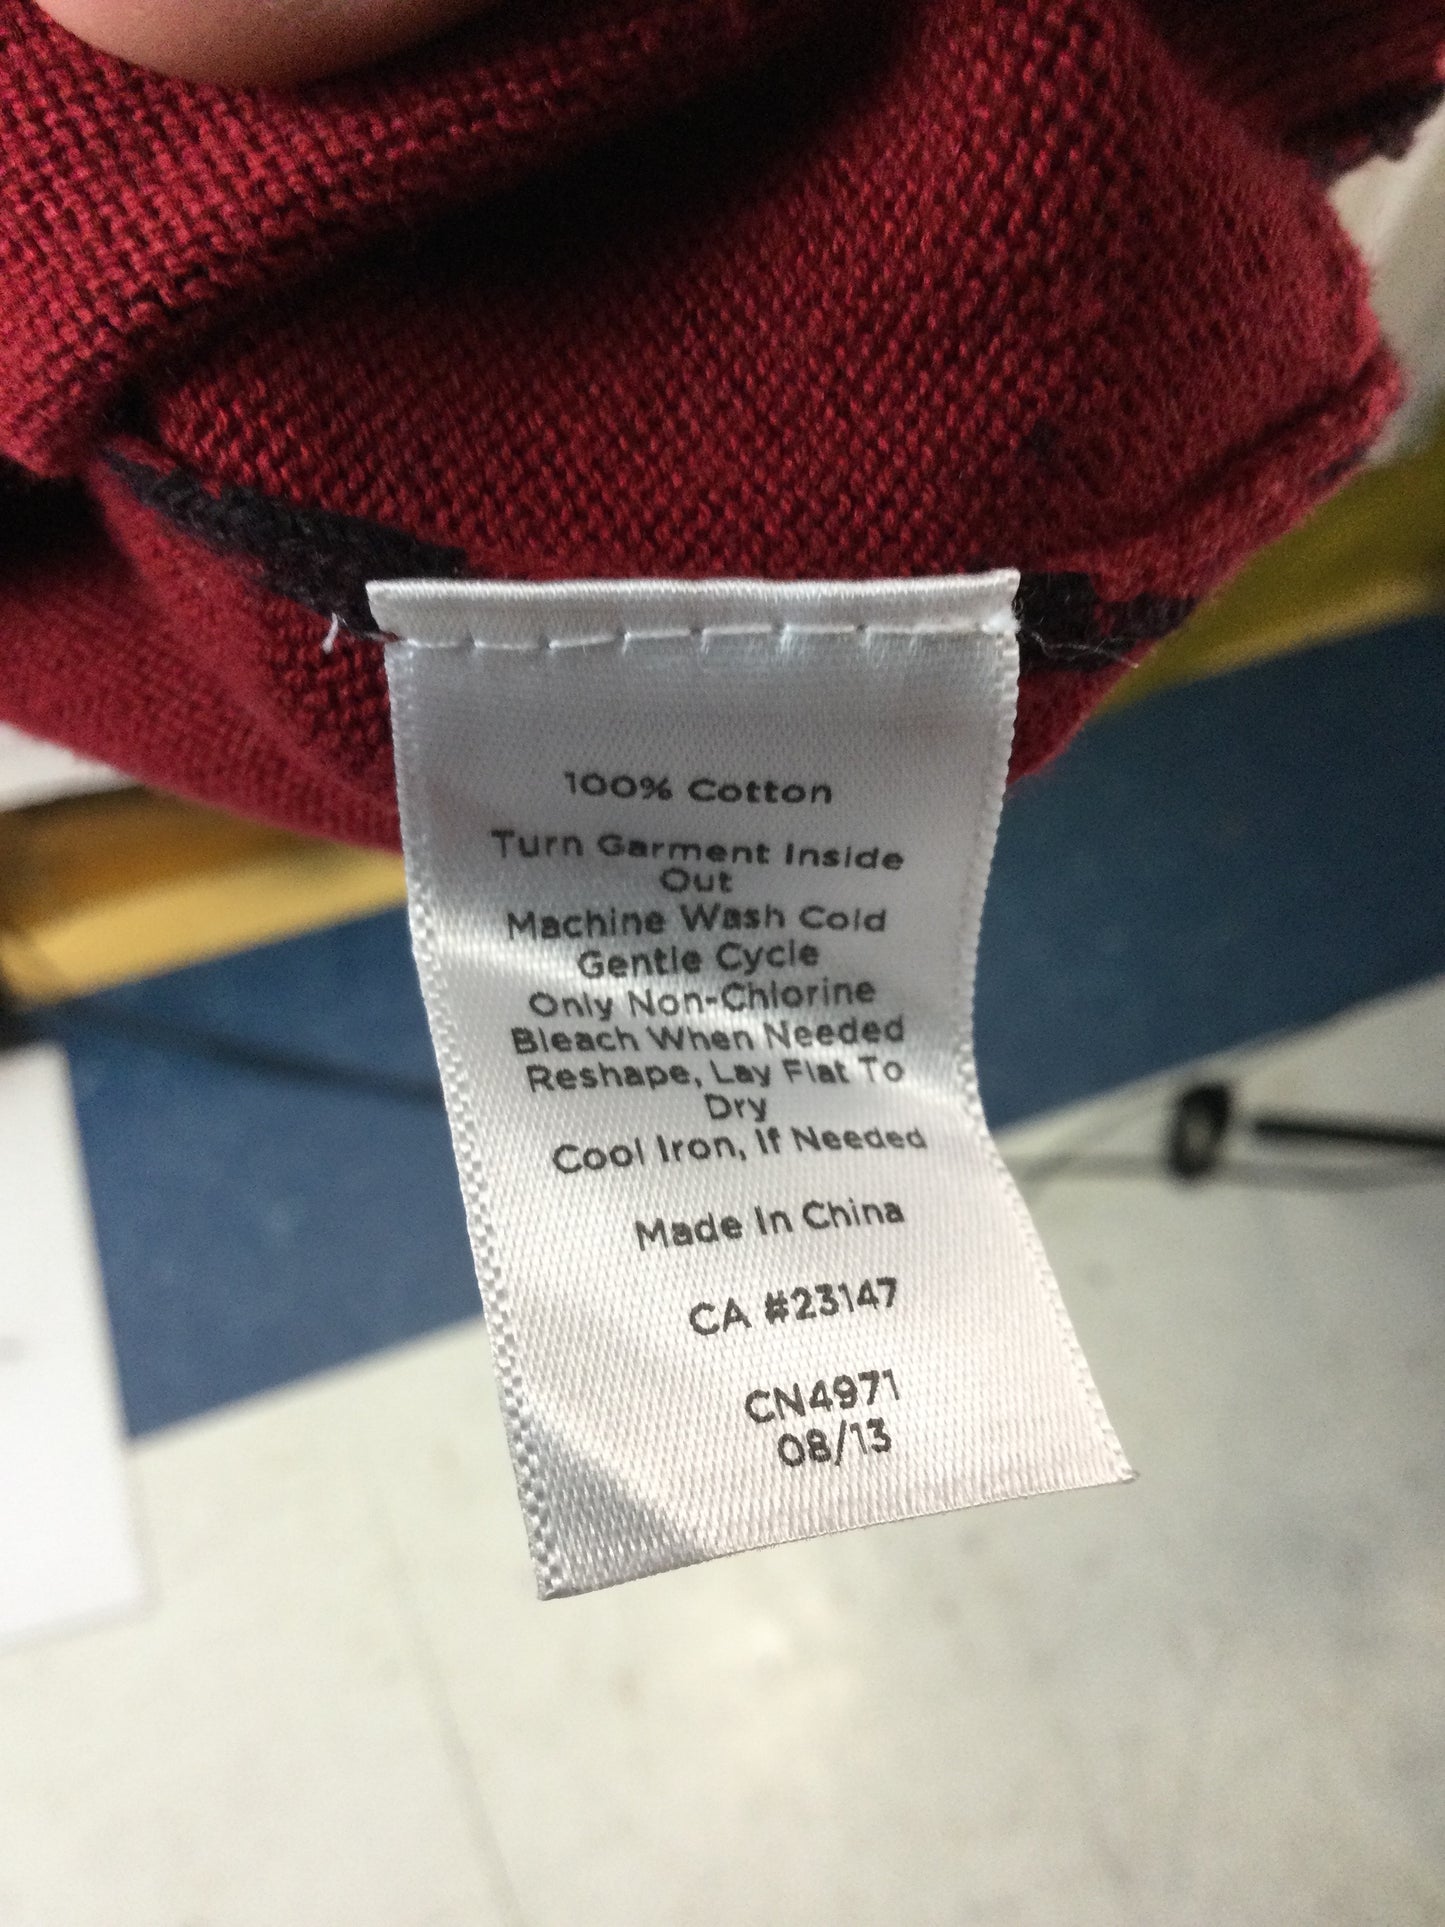 100% Cotton
Turn Garment Inside
Out
Machine Wash Cold
Gentle Cycle
Only Non-Chlorine
Bleach When Needed
Reshape, Lay Flat To
Dry
Cool Iron, If Needed
Made In China
CA #23147
CN4971
08/13